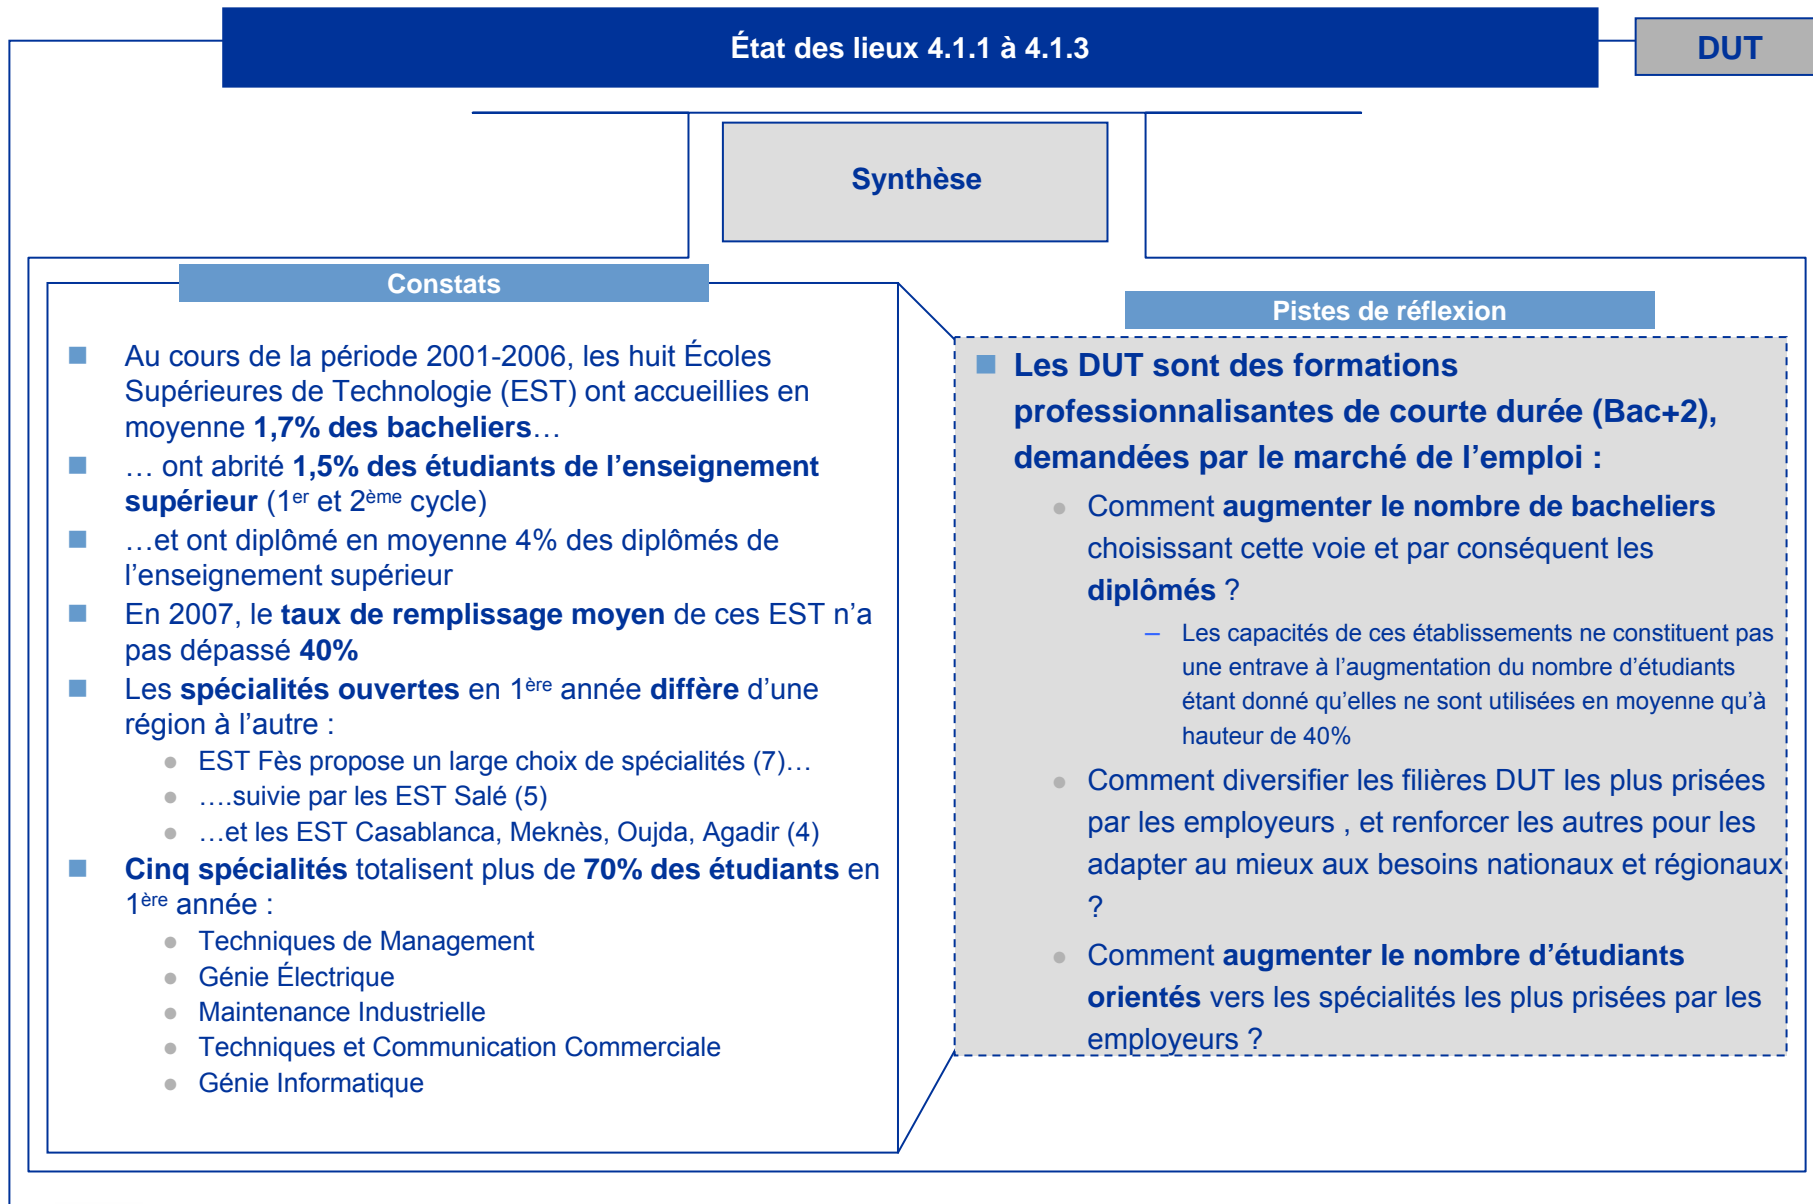 État des lieux 4.1.1 à 4.1.3
DUT
Synthèse
Constats
Au cours de la période 2001-2006, les huit Écoles
Supérieures de Technologie (EST) ont accueillies en
moyenne 1,7% des bacheliers…
… ont abrité 1,5% des étudiants de l’enseignement
supérieur (1er et 2ème cycle)
…et ont diplômé en moyenne 4% des diplômés de
l’enseignement supérieur
En 2007, le taux de remplissage moyen de ces EST n’a
pas dépassé 40%
Les spécialités ouvertes en 1ère année diffère d’une
région à l’autre :
EST Fès propose un large choix de spécialités (7)…
….suivie par les EST Salé (5)
…et les EST Casablanca, Meknès, Oujda, Agadir (4)
Cinq spécialités totalisent plus de 70% des étudiants en
1ère année :
Techniques de Management
Génie Électrique
Maintenance Industrielle
Techniques et Communication Commerciale
Génie Informatique
Pistes de réflexion
Les DUT sont des formations
professionnalisantes de courte durée (Bac+2),
demandées par le marché de l’emploi :
Comment augmenter le nombre de bacheliers
choisissant cette voie et par conséquent les
diplômés ?
– Les capacités de ces établissements ne constituent pas
une entrave à l’augmentation du nombre d’étudiants
étant donné qu’elles ne sont utilisées en moyenne qu’à
hauteur de 40%
Comment diversifier les filières DUT les plus prisées
par les employeurs , et renforcer les autres pour les
adapter au mieux aux besoins nationaux et régionaux
?
Comment augmenter le nombre d’étudiants
orientés vers les spécialités les plus prisées par les
employeurs ?